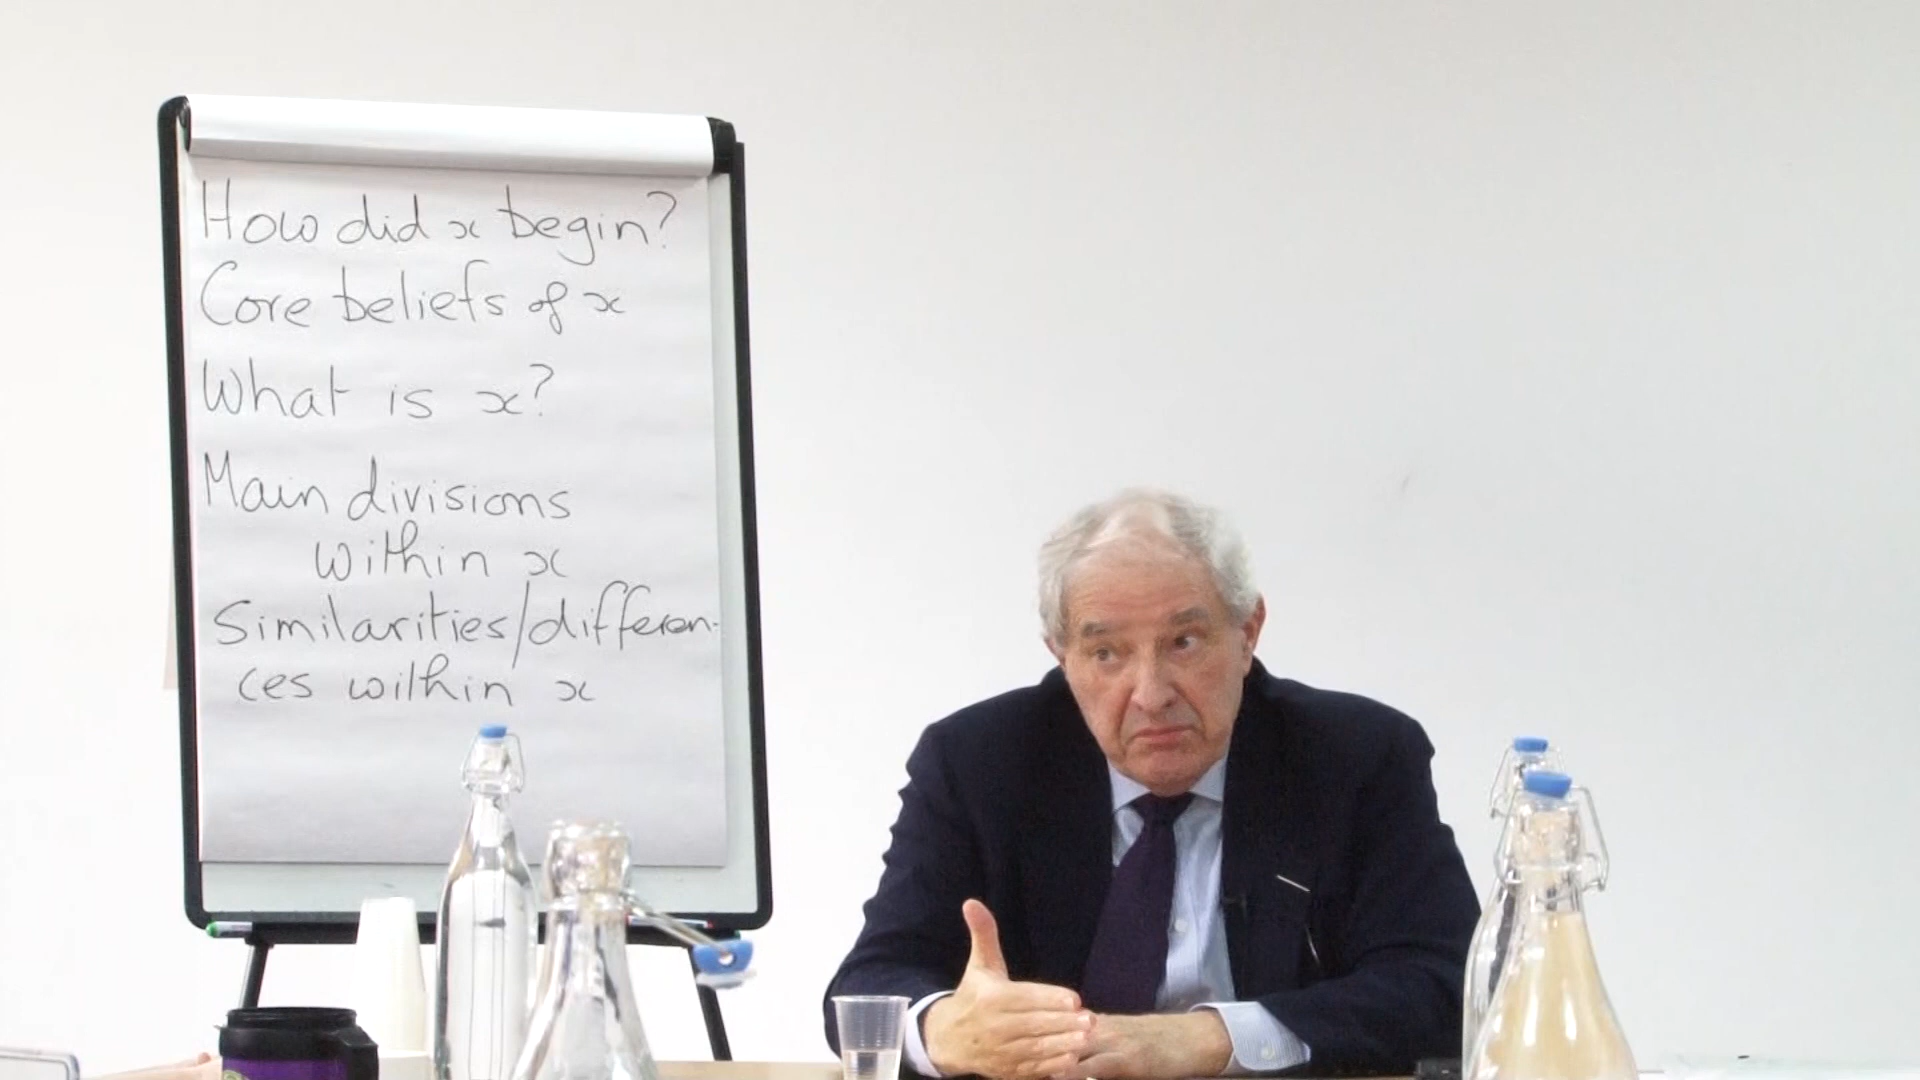 How did x begin?
Core beliefs of x
What is x?
Main divisions
within x
Similarities/differen-
ces within x